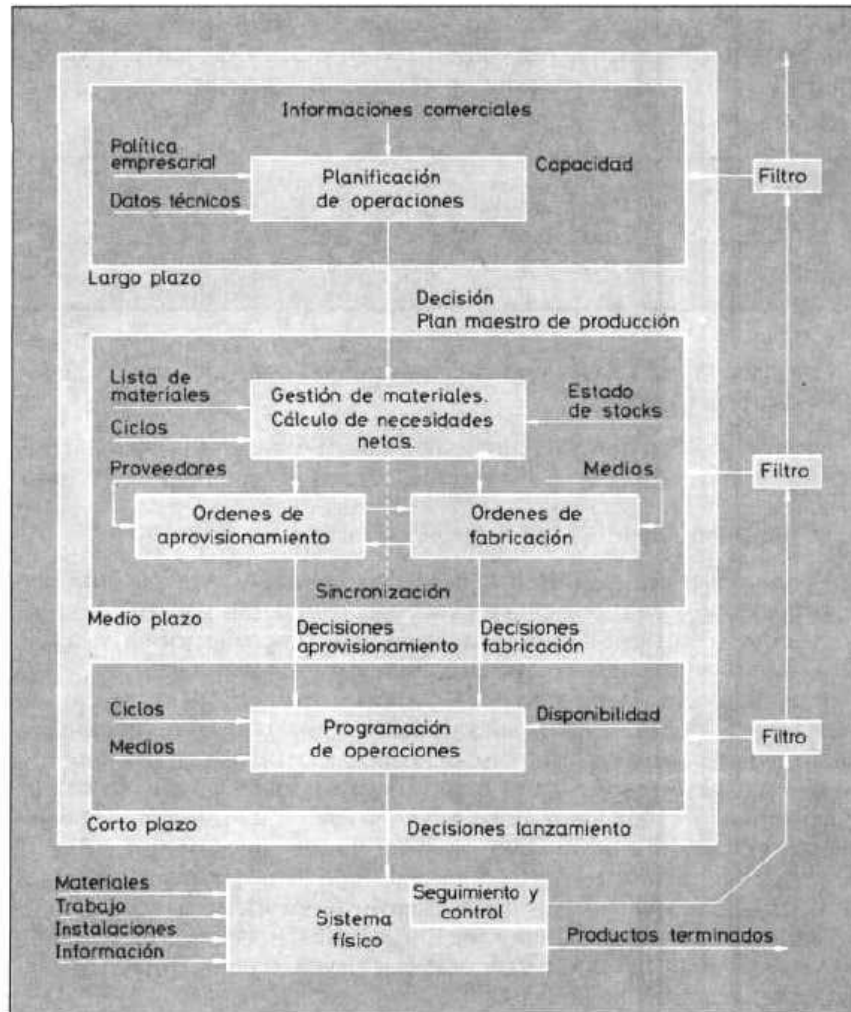 Informaciones comerciales
Política
empresarial
Datos técnicos
Planificación
de operaciones
Capacidad
Filtro
Largo plazo
Decisión
Plan maestro de producción
Lista de
materiales
Ciclos
Gestión de materiales.
Cálculo de necesidades
netas.
Estado
de stocks
Proveedores
Medios
Filtro
Ordenes de
aprovisionamiento
Ordenes de
fabricación
Sincronización
Medio plazo
Decisiones
aprovisionamiento
Decisiones
fabricación
Ciclos
Medios
Programación
de operaciones
Disponibilidad
Filtro
Corto plazo
Decisiones lanzamiento
Materiales
Trabajo
Instalaciones
Información
Sistema
físico
Seguimiento y
control
Productos terminados